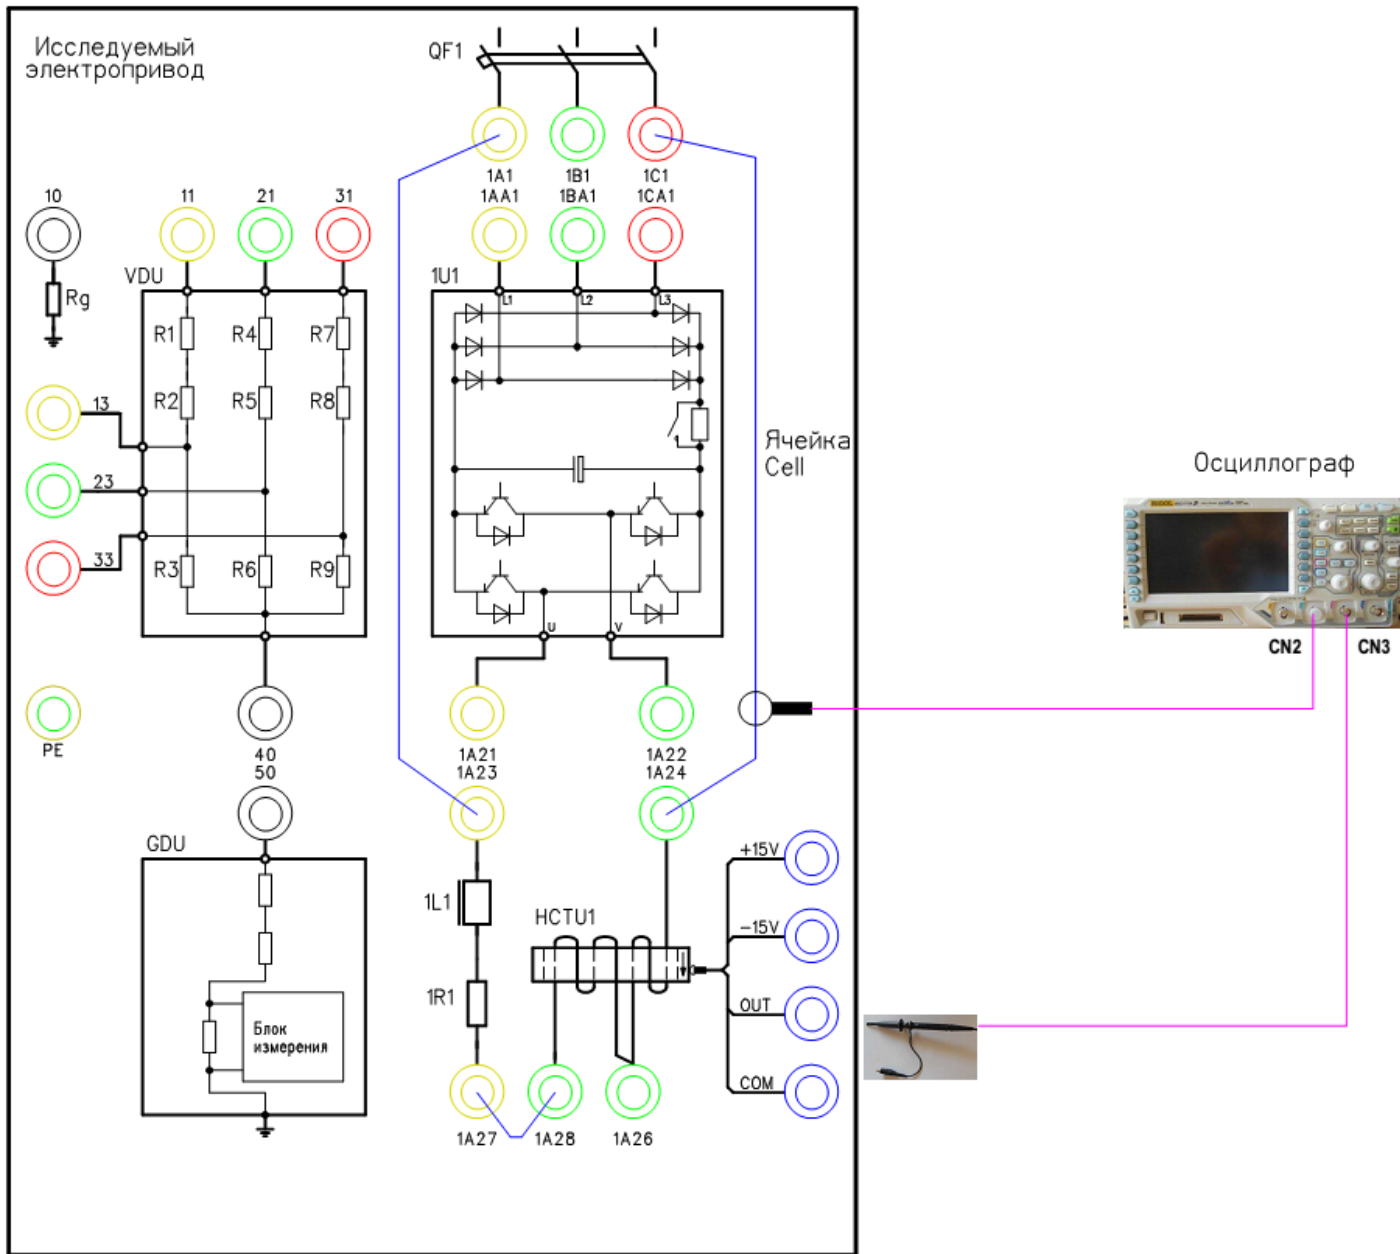 Исследуемый
электропривод
QF1
1A1
1B1
1C1
1AA1
1BA1
1CA1
10
11
21
31
Rg
VDU
1U1
L1
L2
L3
R1
R4
R7
R2
R5
R8
13
23
33
R3
R6
R9
Ячейка
Cell
U
V
PE
40
50
1A21
1A23
1A22
1A24
GDU
Блок
измерения
1L1
1R1
HCTU1
+15V
-15V
OUT
COM
1A27
1A28
1A26
Осциллограф
CN2
CN3